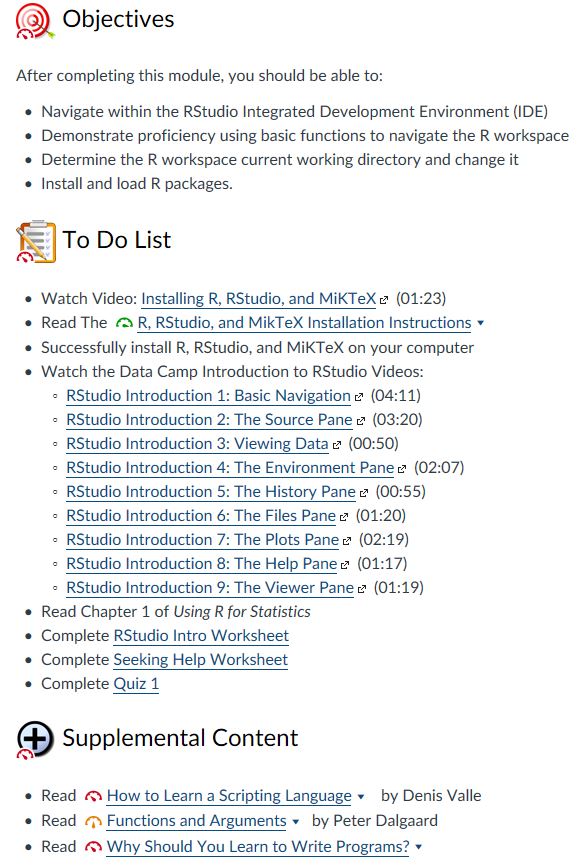 Objectives
After completing this module, you should be able to:
Navigate within the RStudio Integrated Development Environment (IDE)
Demonstrate proficiency using basic functions to navigate the R workspace
Determine the R workspace current working directory and change it
Install and load R packages.
To Do List
Watch Video: Installing R, RStudio, and MiKTeX (01:23)
Read The R, RStudio, and MikTeX Installation Instructions
Successfully install R, RStudio, and MiKTeX on your computer
Watch the Data Camp Introduction to RStudio Videos:
RStudio Introduction 1: Basic Navigation (04:11)
RStudio Introduction 2: The Source Pane (03:20)
RStudio Introduction 3: Viewing Data (00:50)
RStudio Introduction 4: The Environment Pane (02:07)
RStudio Introduction 5: The History Pane (00:55)
RStudio Introduction 6: The Files Pane (01:20)
RStudio Introduction 7: The Plots Pane (02:19)
RStudio Introduction 8: The Help Pane (01:17)
RStudio Introduction 9: The Viewer Pane (01:19)
Read Chapter 1 of Using R for Statistics
Complete RStudio Intro Worksheet
Complete Seeking Help Worksheet
Complete Quiz 1
Supplemental Content
Read How to Learn a Scripting Language by Denis Valle
Read Functions and Arguments by Peter Dalgaard
Read Why Should You Learn to Write Programs?